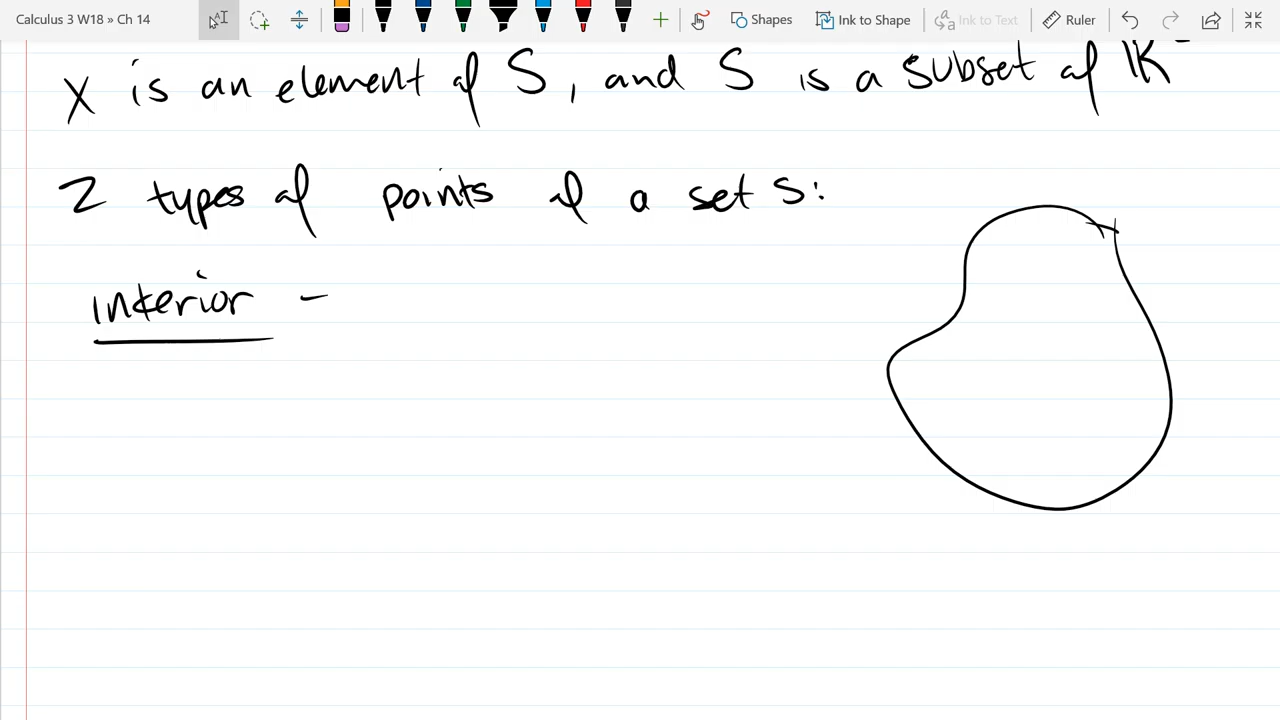 Calculus 3 W18 » Ch 14 Shapes Ink to Shape Ink to Text Ruler
x is an element of S, and S is a subset of
2 types of points of a set S:
interior -